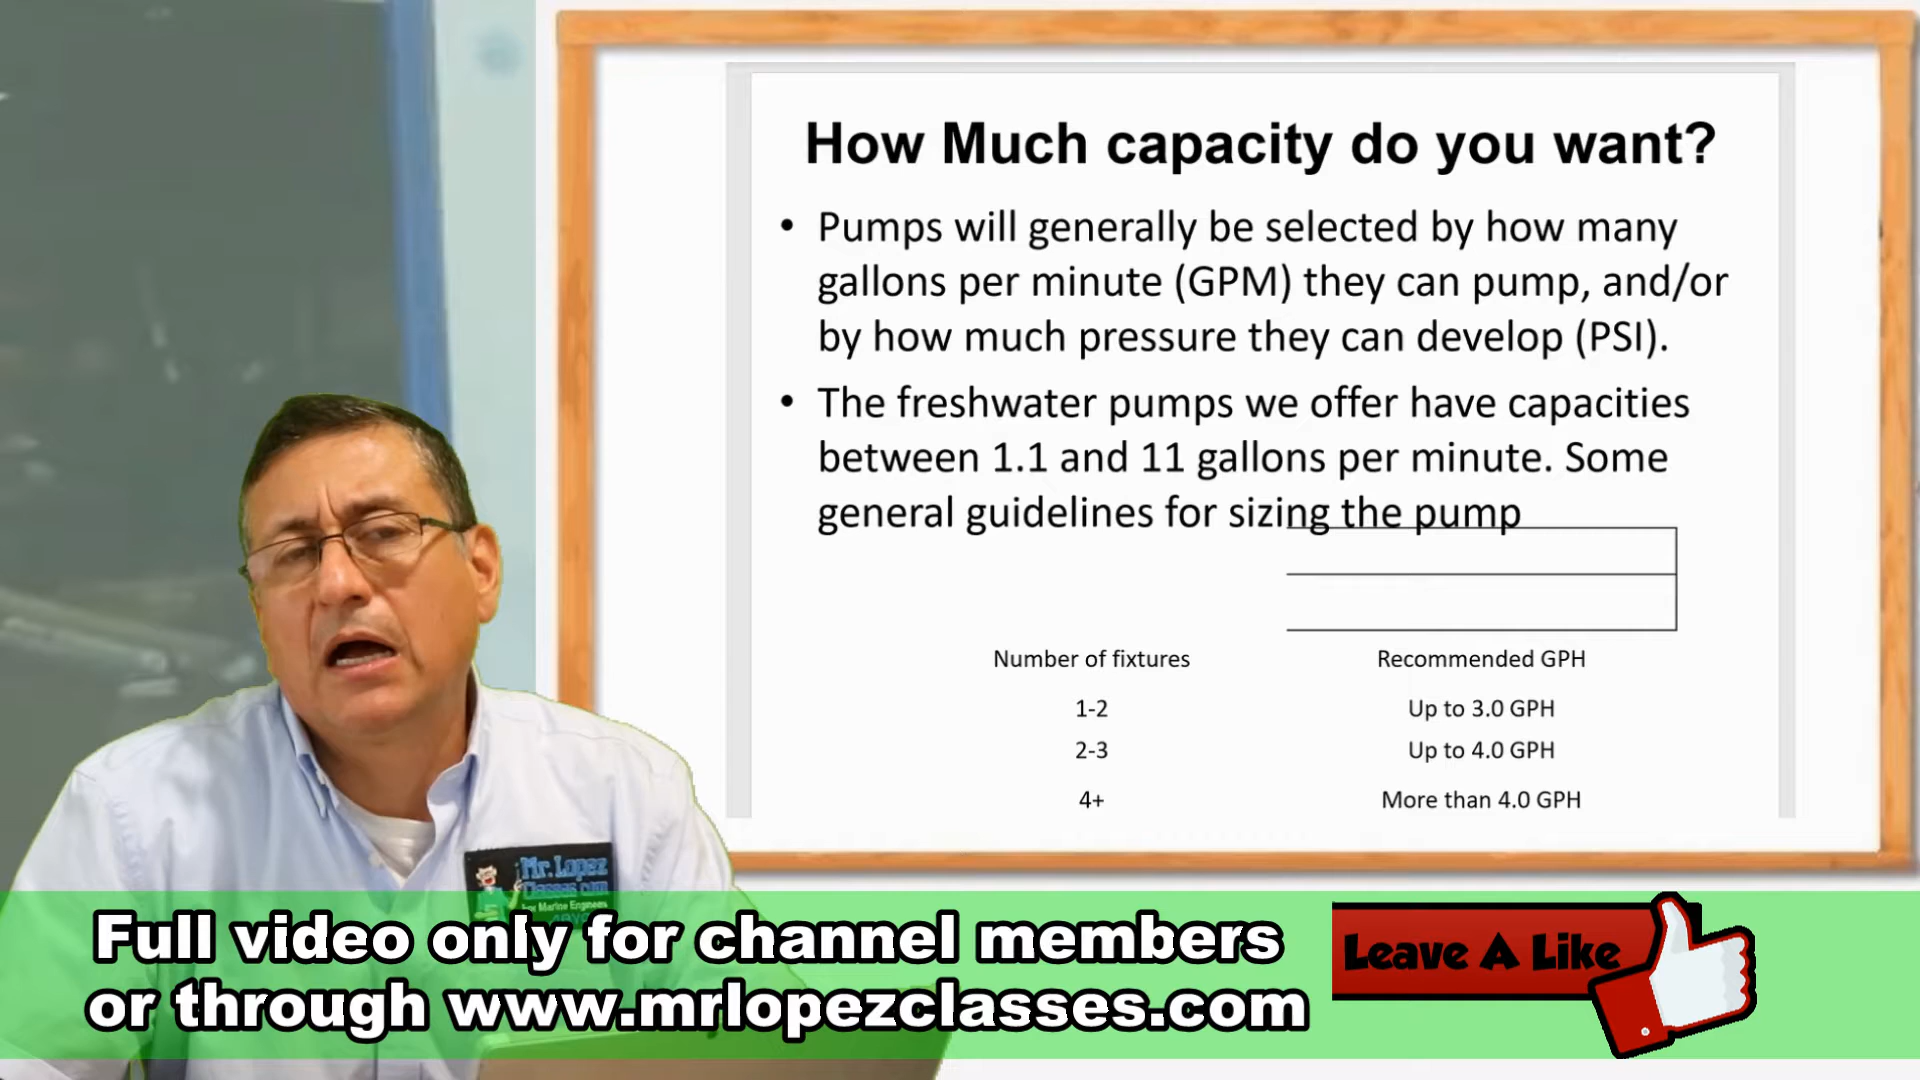 How Much capacity do you want?
• Pumps will generally be selected by how many
gallons per minute (GPM) they can pump, and/or
by how much pressure they can develop (PSI).
• The freshwater pumps we offer have capacities
between 1.1 and 11 gallons per minute. Some
general guidelines for sizing the pump
Number of fixtures Recommended GPH
1-2 Up to 3.0 GPH
2-3 Up to 4.0 GPH
4+ More than 4.0 GPH
Mr. Lopez
Classes.com
for Marine Engines
Full video only for channel members
or through www.mrlopezclasses.com
Leave A Like